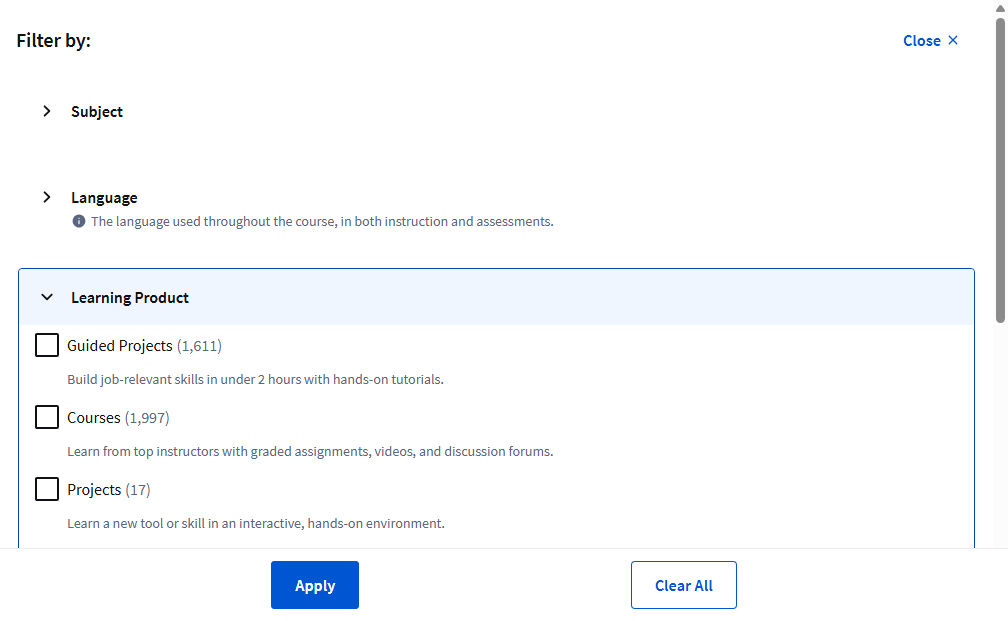 Filter by:
Close ✕
Subject
Language
The language used throughout the course, in both instruction and assessments.
Learning Product
Guided Projects (1,611)
Build job-relevant skills in under 2 hours with hands-on tutorials.
Courses (1,997)
Learn from top instructors with graded assignments, videos, and discussion forums.
Projects (17)
Learn a new tool or skill in an interactive, hands-on environment.
Apply
Clear All